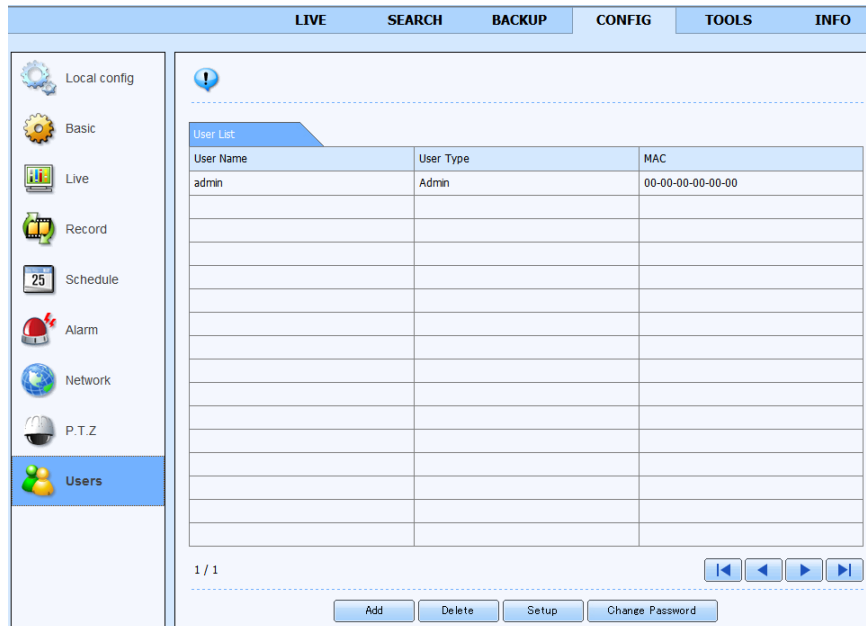 LIVE SEARCH BACKUP CONFIG TOOLS INFO
Local config
Basic
Live
Record
25 Schedule
Alarm
Network
P.T.Z
Users
User List
User Name User Type MAC
admin Admin 00-00-00-00-00-00
1 / 1
Add Delete Setup Change Password